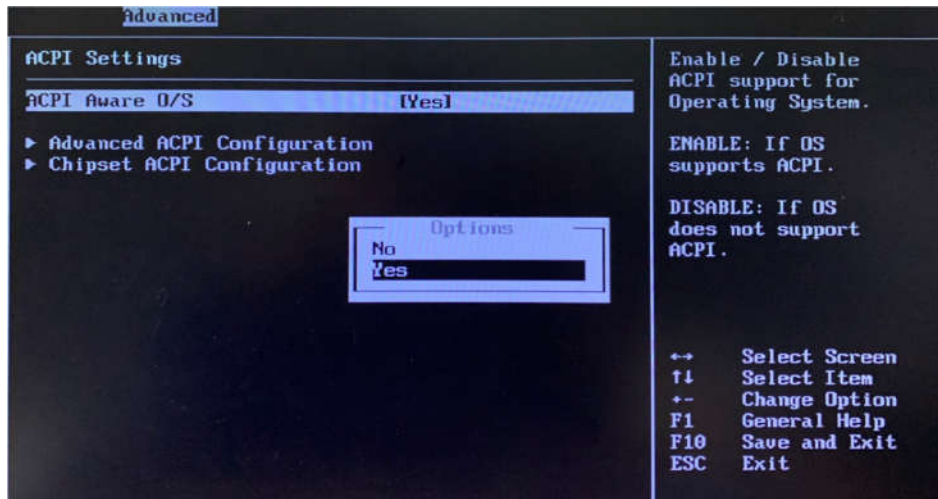 Advanced
ACPI Settings
ACPI Aware O/S [Yes]
▶ Advanced ACPI Configuration
▶ Chipset ACPI Configuration
Options
No
Yes
Enable / Disable
ACPI support for
Operating System.
ENABLE: If OS
supports ACPI.
DISABLE: If OS
does not support
ACPI.
↔ Select Screen
↑↓ Select Item
+- Change Option
F1 General Help
F10 Save and Exit
ESC Exit